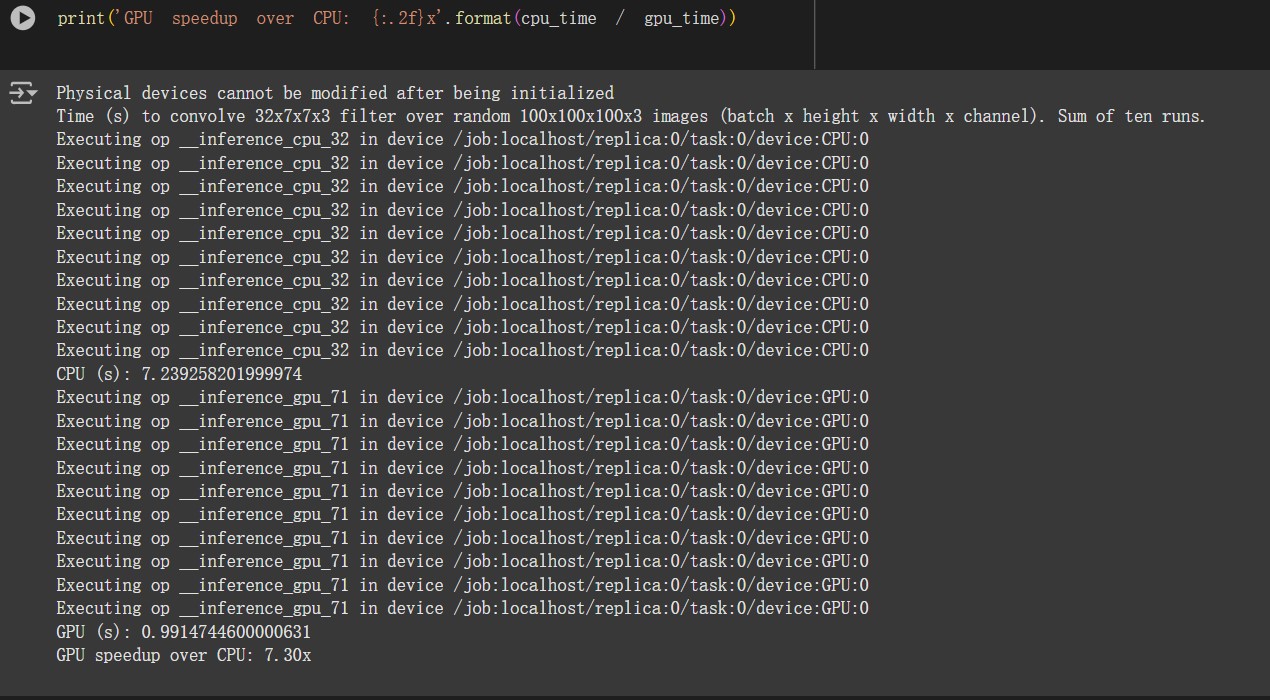 print('GPU speedup over CPU: {:.2f}x'.format(cpu_time / gpu_time))
Physical devices cannot be modified after being initialized
Time (s) to convolve 32x7x7x3 filter over random 100x100x100x3 images (batch x height x width x channel). Sum of ten runs.
Executing op __inference_cpu_32 in device /job:localhost/replica:0/task:0/device:CPU:0
Executing op __inference_cpu_32 in device /job:localhost/replica:0/task:0/device:CPU:0
Executing op __inference_cpu_32 in device /job:localhost/replica:0/task:0/device:CPU:0
Executing op __inference_cpu_32 in device /job:localhost/replica:0/task:0/device:CPU:0
Executing op __inference_cpu_32 in device /job:localhost/replica:0/task:0/device:CPU:0
Executing op __inference_cpu_32 in device /job:localhost/replica:0/task:0/device:CPU:0
Executing op __inference_cpu_32 in device /job:localhost/replica:0/task:0/device:CPU:0
Executing op __inference_cpu_32 in device /job:localhost/replica:0/task:0/device:CPU:0
Executing op __inference_cpu_32 in device /job:localhost/replica:0/task:0/device:CPU:0
Executing op __inference_cpu_32 in device /job:localhost/replica:0/task:0/device:CPU:0
CPU (s): 7.239258201999974
Executing op __inference_gpu_71 in device /job:localhost/replica:0/task:0/device:GPU:0
Executing op __inference_gpu_71 in device /job:localhost/replica:0/task:0/device:GPU:0
Executing op __inference_gpu_71 in device /job:localhost/replica:0/task:0/device:GPU:0
Executing op __inference_gpu_71 in device /job:localhost/replica:0/task:0/device:GPU:0
Executing op __inference_gpu_71 in device /job:localhost/replica:0/task:0/device:GPU:0
Executing op __inference_gpu_71 in device /job:localhost/replica:0/task:0/device:GPU:0
Executing op __inference_gpu_71 in device /job:localhost/replica:0/task:0/device:GPU:0
Executing op __inference_gpu_71 in device /job:localhost/replica:0/task:0/device:GPU:0
Executing op __inference_gpu_71 in device /job:localhost/replica:0/task:0/device:GPU:0
Executing op __inference_gpu_71 in device /job:localhost/replica:0/task:0/device:GPU:0
GPU (s): 0.9914744600000631
GPU speedup over CPU: 7.30x